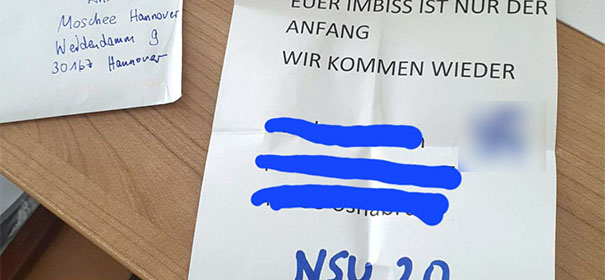 Moschee Hannover
Weidendamm 9
30167 Hannover
EUER IMBISS IST NUR DER
ANFANG
WIR KOMMEN WIEDER
NSU 2.0